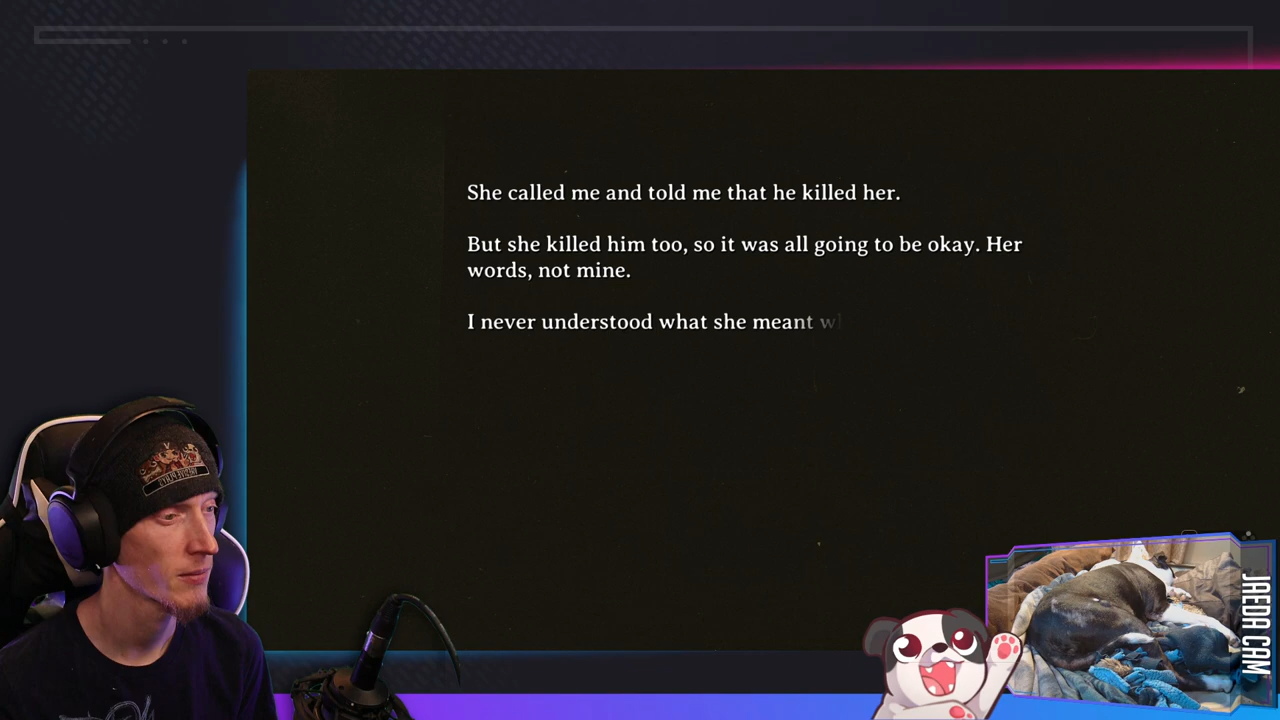 She called me and told me that he killed her.
But she killed him too, so it was all going to be okay. Her
words, not mine.
I never understood what she meant
JAEDA CAM